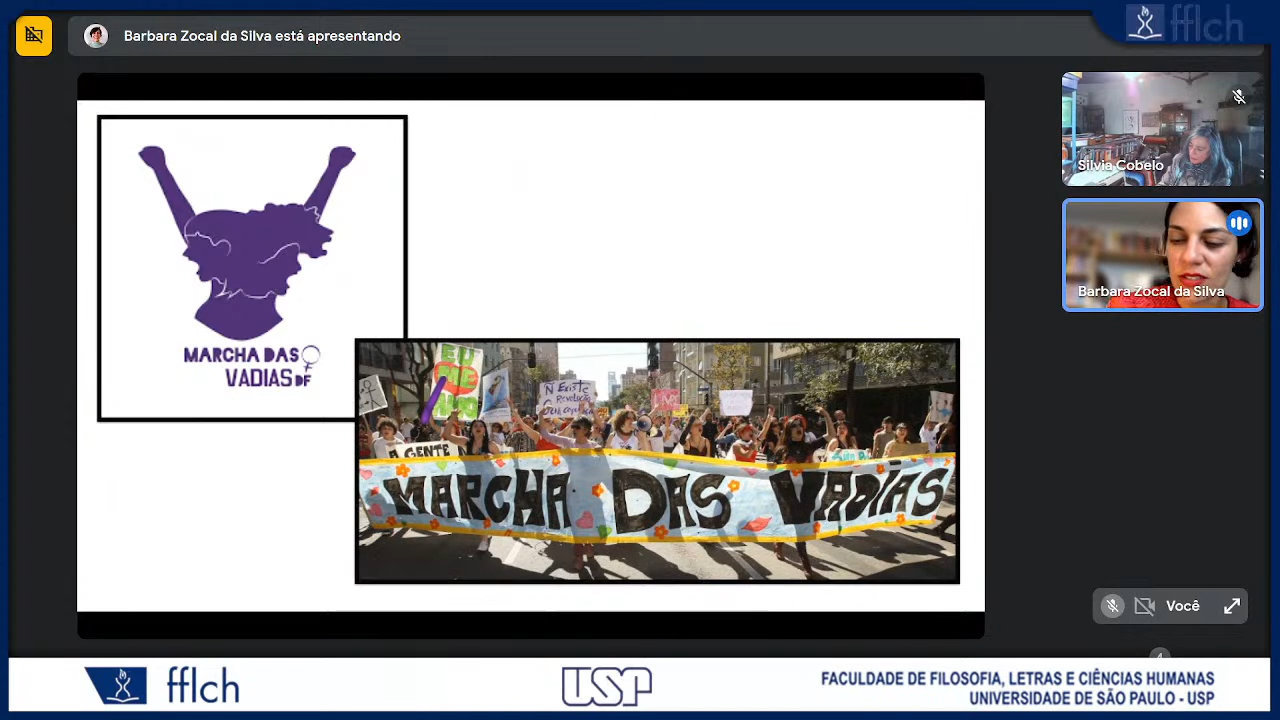 Barbara Zocal da Silva está apresentando
fflch
Silvia Cobelo
Barbara Zocal da Silva
MARCHA DAS
VADIAS DF
EU
ME
N EXiStE
REVOLUÇÃO
SEM
A GENTE
MARCHA DAS VADIAS
Você
fflch
USP
FACULDADE DE FILOSOFIA, LETRAS E CIÊNCIAS HUMANAS
UNIVERSIDADE DE SÃO PAULO - USP